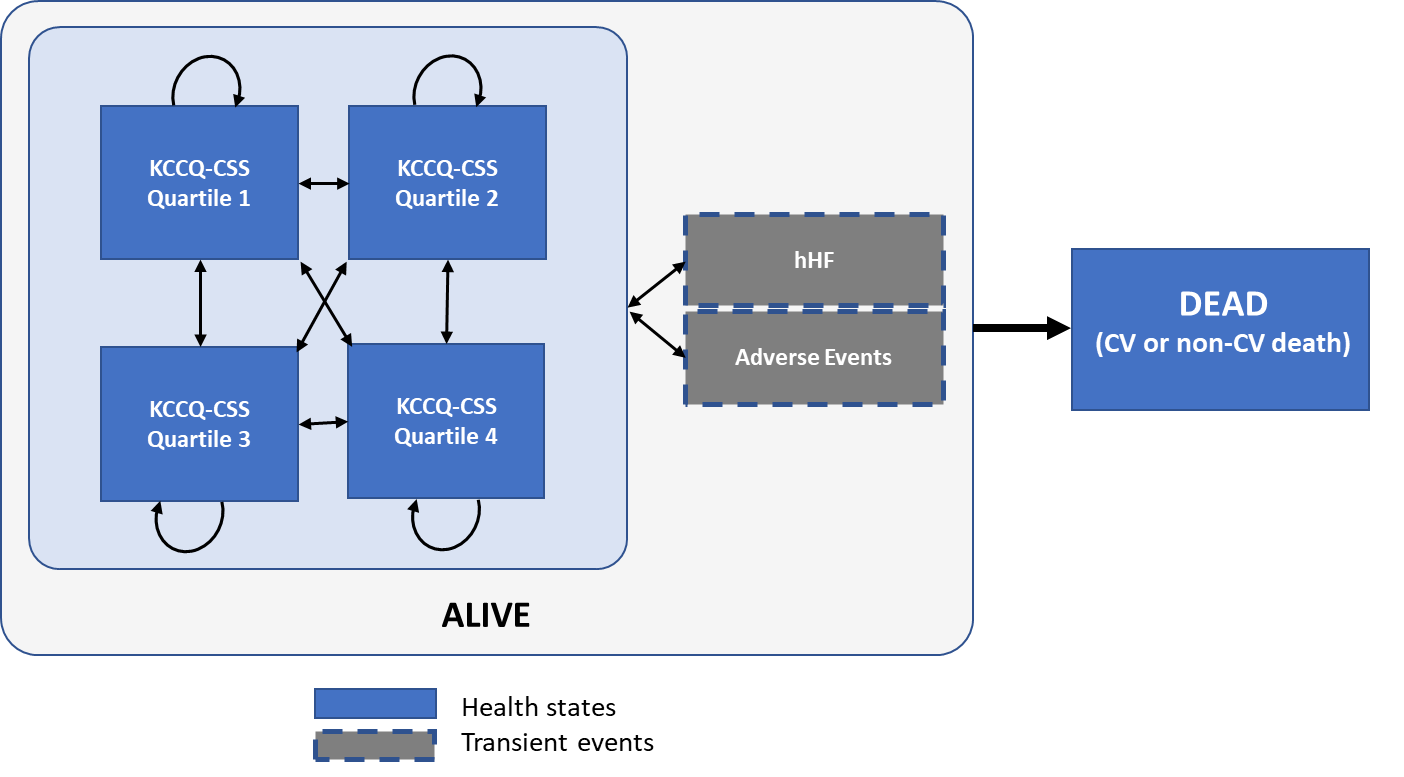 KCCQ-CSS
Quartile 1
KCCQ-CSS
Quartile 2
KCCQ-CSS
Quartile 3
KCCQ-CSS
Quartile 4
hHF
Adverse Events
DEAD
(CV or non-CV death)
ALIVE
Health states
Transient events